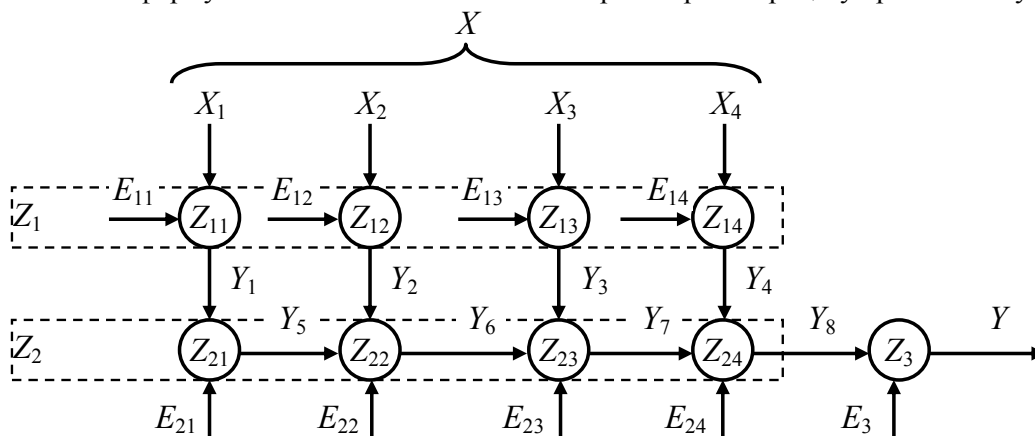 X
X₁ X₂ X₃ X₄
E₁₁ E₁₂ E₁₃ E₁₄
Z₁ Z₁₁ Z₁₂ Z₁₃ Z₁₄
Y₁ Y₂ Y₃ Y₄
Y₅ Y₆ Y₇ Y₈ Y
Z₂ Z₂₁ Z₂₂ Z₂₃ Z₂₄ Z₃
E₂₁ E₂₂ E₂₃ E₂₄ E₃